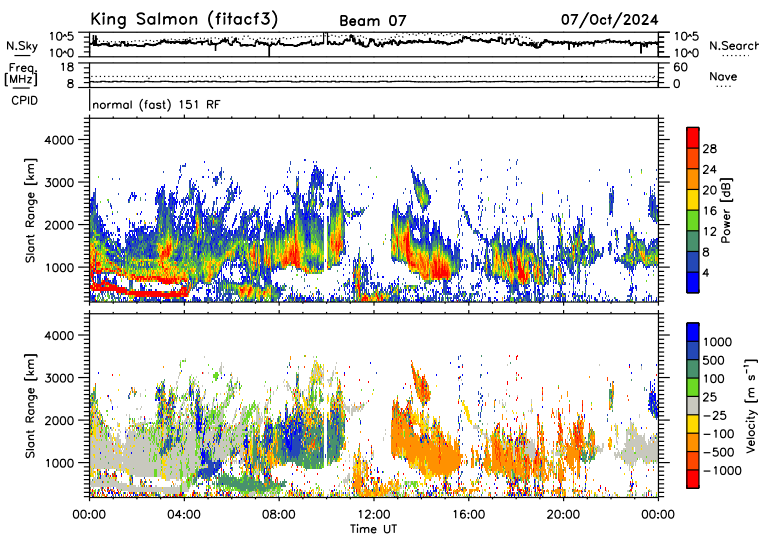 King Salmon (fitacf3)    Beam 07    07/Oct/2024
N.Sky    10^5    10^5    N.Search
10^0    10^0
Freq.    18    60    Nave
[MHz]    8    0
CPID    normal (fast) 151 RF
Slant Range [km]
4000
3000
2000
1000
28
24
20
16
12
8
4
Power [dB]
Slant Range [km]
4000
3000
2000
1000
1000
500
100
25
−25
−100
−500
−1000
Velocity [m s⁻¹]
00:00    04:00    08:00    12:00    16:00    20:00    00:00
Time UT